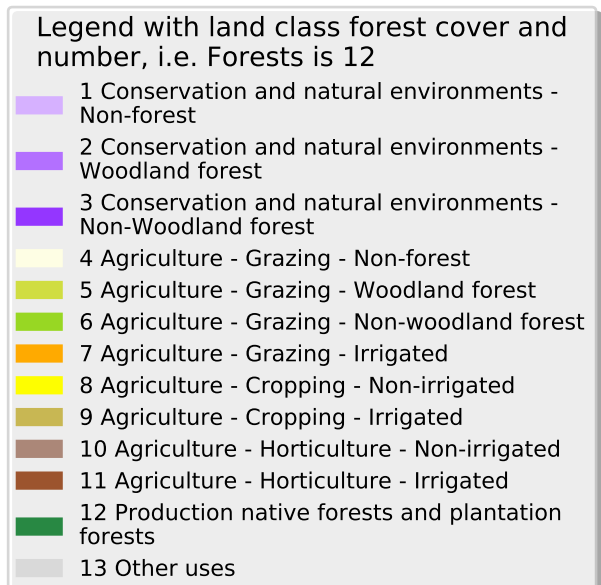 Legend with land class forest cover and
number, i.e. Forests is 12
1 Conservation and natural environments -
Non-forest
2 Conservation and natural environments -
Woodland forest
3 Conservation and natural environments -
Non-Woodland forest
4 Agriculture - Grazing - Non-forest
5 Agriculture - Grazing - Woodland forest
6 Agriculture - Grazing - Non-woodland forest
7 Agriculture - Grazing - Irrigated
8 Agriculture - Cropping - Non-irrigated
9 Agriculture - Cropping - Irrigated
10 Agriculture - Horticulture - Non-irrigated
11 Agriculture - Horticulture - Irrigated
12 Production native forests and plantation
forests
13 Other uses